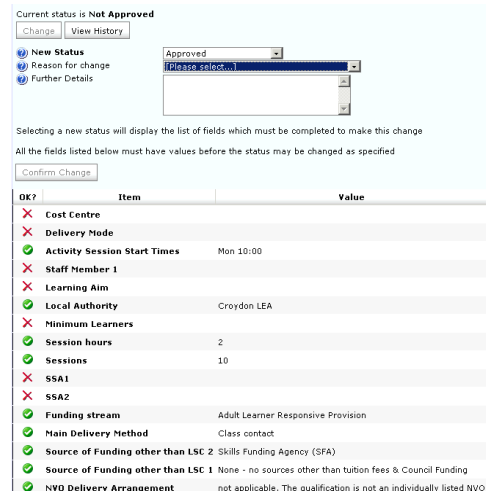 Current status is Not Approved
Change View History
New Status Approved
Reason for change [Please select...]
Further Details
Selecting a new status will display the list of fields which must be completed to make this change
All the fields listed below must have values before the status may be changed as specified
Confirm Change
OK? Item Value
Cost Centre
Delivery Mode
Activity Session Start Times Mon 10:00
Staff Member 1
Learning Aim
Local Authority Croydon LEA
Minimum Learners
Session hours 2
Sessions 10
SSA1
SSA2
Funding stream Adult Learner Responsive Provision
Main Delivery Method Class contact
Source of Funding other than LSC 2 Skills Funding Agency (SFA)
Source of Funding other than LSC 1 None - no sources other than tuition fees & Council Funding
NVQ Delivery Arrangement not applicable. The qualification is not an individually listed NVQ